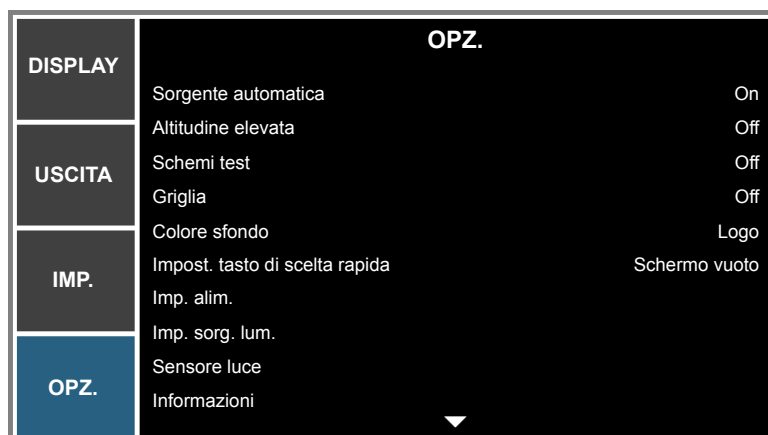 DISPLAY
USCITA
IMP.
OPZ.
OPZ.
Sorgente automatica On
Altitudine elevata Off
Schemi test Off
Griglia Off
Colore sfondo Logo
Impost. tasto di scelta rapida Schermo vuoto
Imp. alim.
Imp. sorg. lum.
Sensore luce
Informazioni